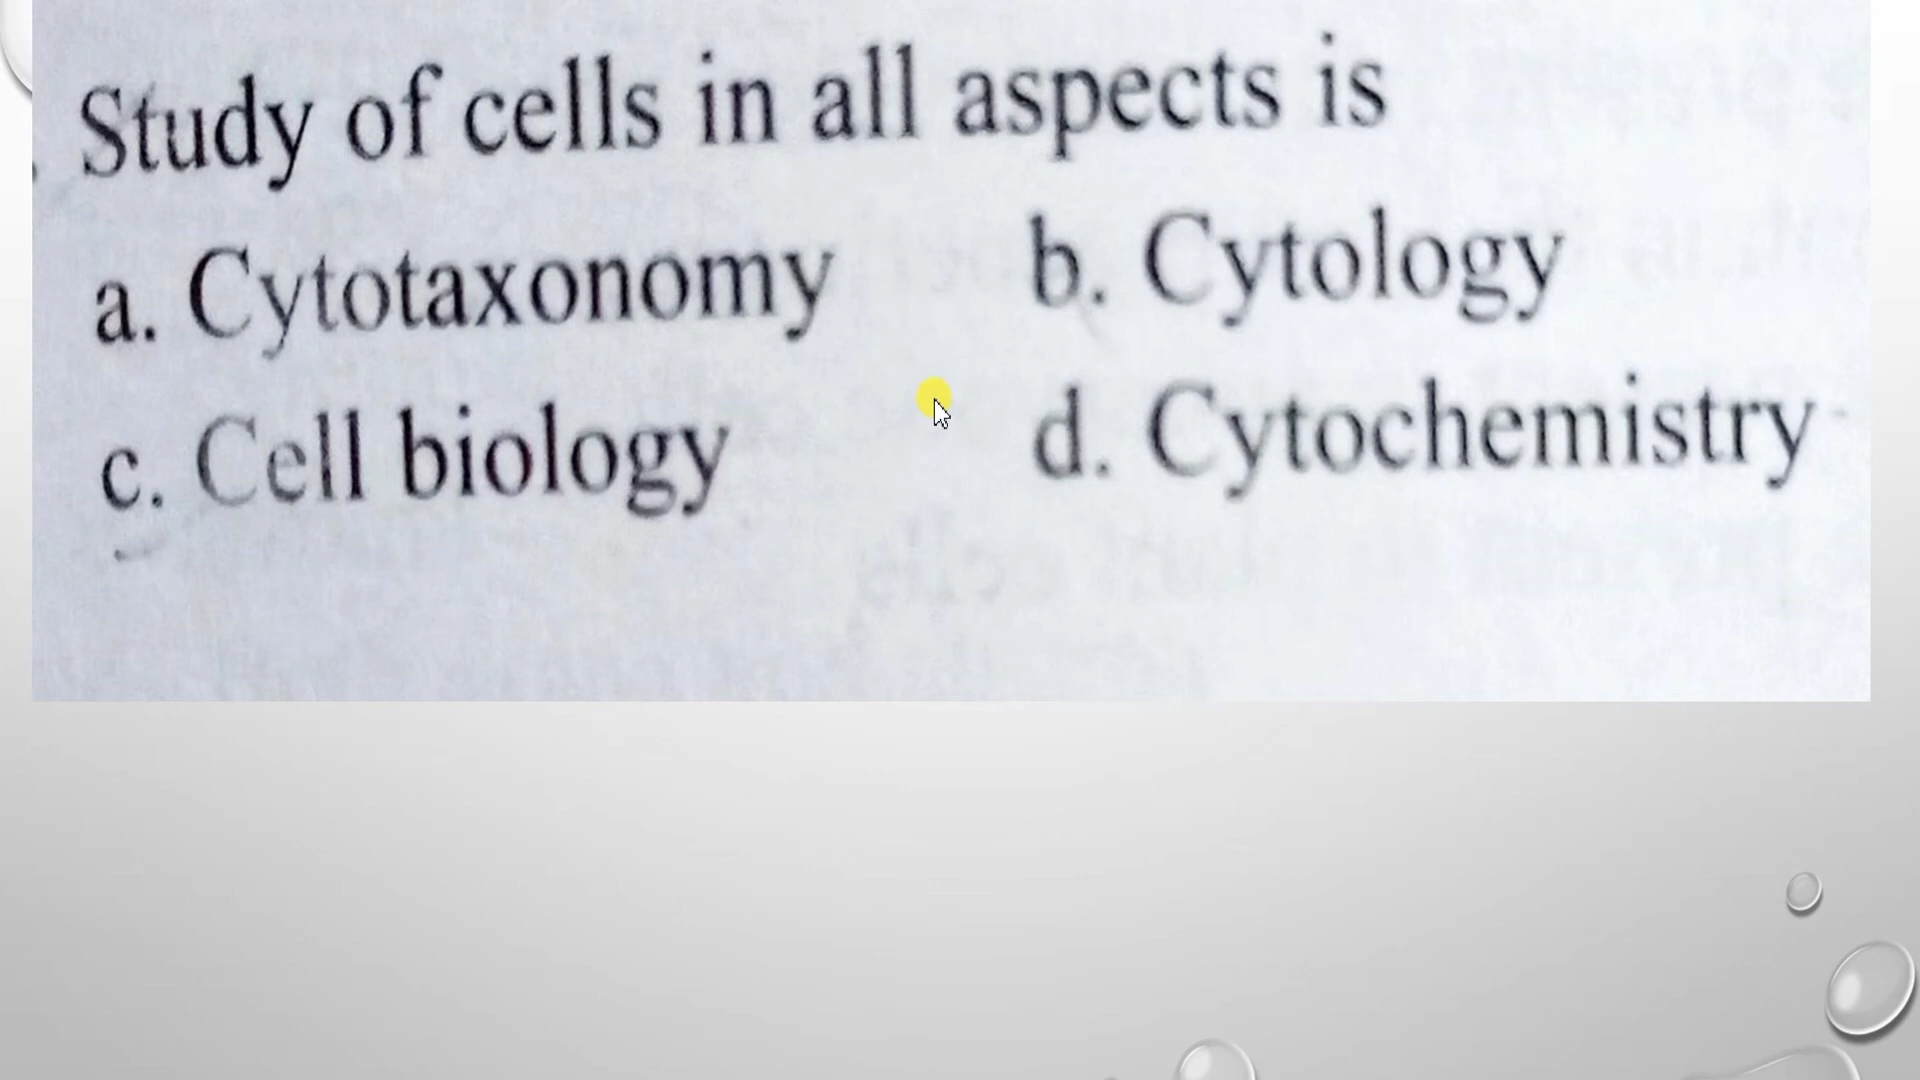 Study of cells in all aspects is
a. Cytotaxonomy b. Cytology
c. Cell biology d. Cytochemistry